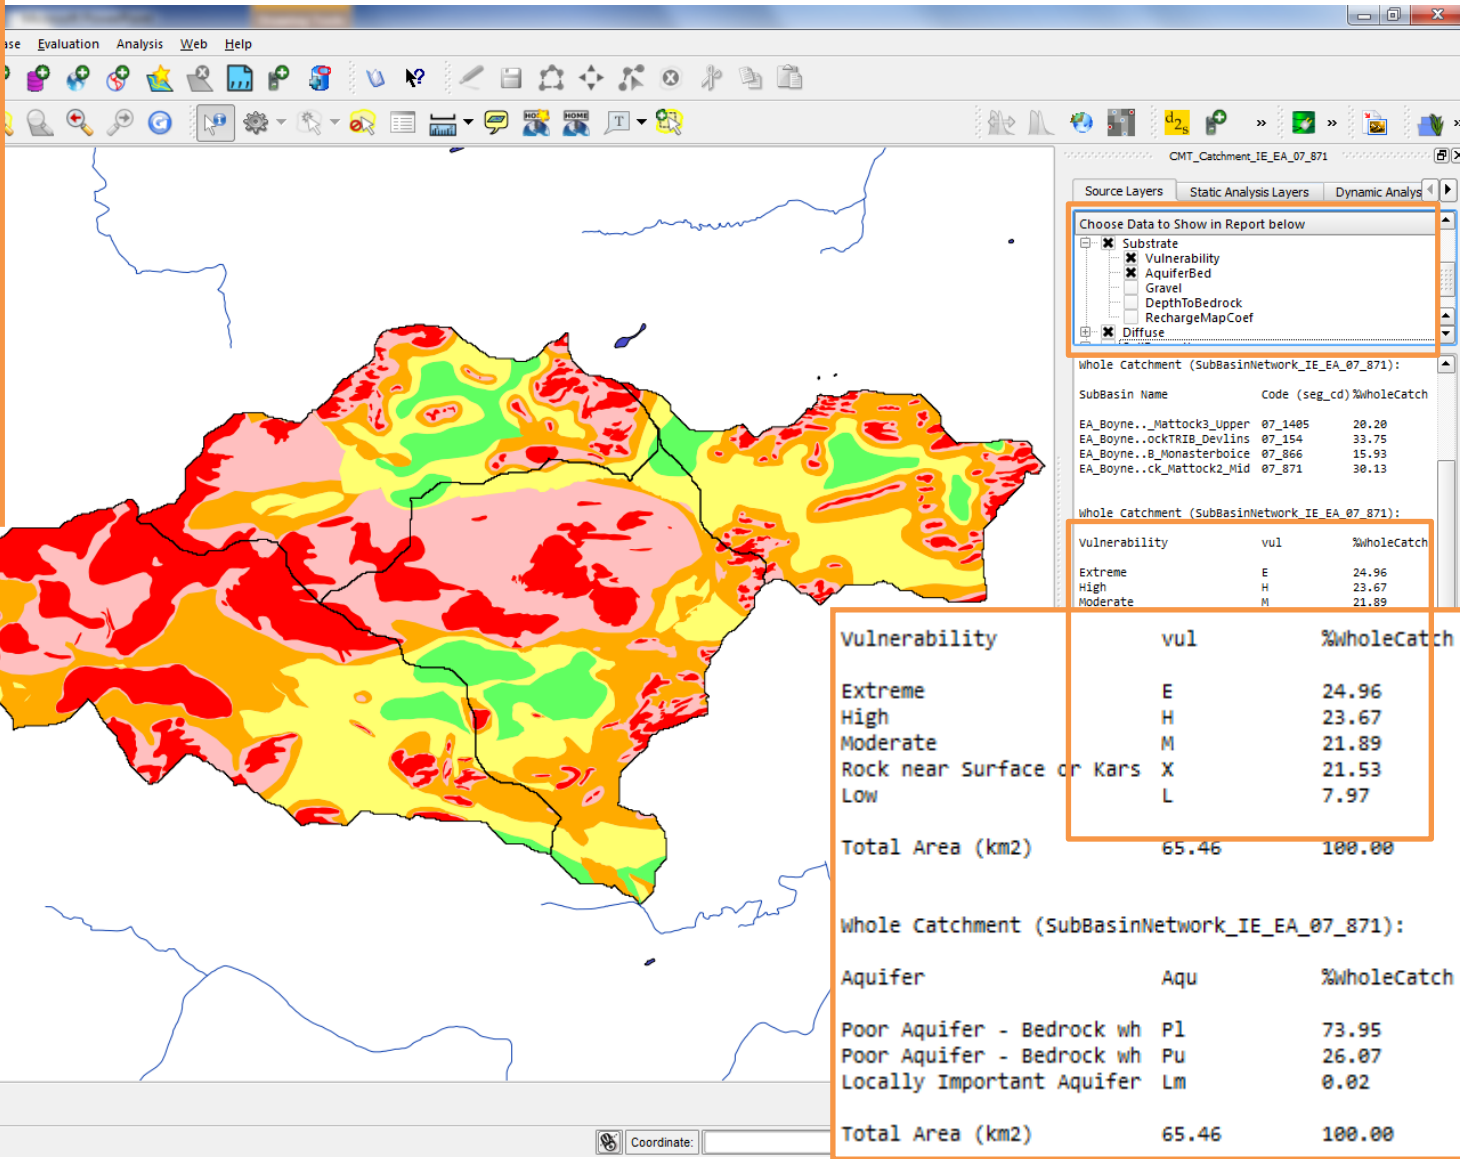 ase Evaluation Analysis Web Help
HOME
T
d2s
» »
CMT_Catchment_IE_EA_07_871
Source Layers Static Analysis Layers Dynamic Analys
Choose Data to Show in Report below
Substrate
Vulnerability
AquiferBed
Gravel
DepthToBedrock
RechargeMapCoef
Diffuse
Whole Catchment (SubBasinNetwork_IE_EA_07_871):
SubBasin Name Code (seg_cd) %WholeCatch
EA_Boyne.._Mattock3_Upper 07_1405 20.20
EA_Boyne..ockTRIB_Devlins 07_154 33.75
EA_Boyne..B_Monasterboice 07_866 15.93
EA_Boyne..ck_Mattock2_Mid 07_871 30.13
Whole Catchment (SubBasinNetwork_IE_EA_07_871):
Vulnerability vul %WholeCatch
Extreme E 24.96
High H 23.67
Moderate M 21.89
Vulnerability vul %WholeCatch
Extreme E 24.96
High H 23.67
Moderate M 21.89
Rock near Surface or Kars X 21.53
Low L 7.97
Total Area (km2) 65.46 100.00
Whole Catchment (SubBasinNetwork_IE_EA_07_871):
Aquifer Aqu %WholeCatch
Poor Aquifer - Bedrock wh Pl 73.95
Poor Aquifer - Bedrock wh Pu 26.07
Locally Important Aquifer Lm 0.02
Total Area (km2) 65.46 100.00
Coordinate: